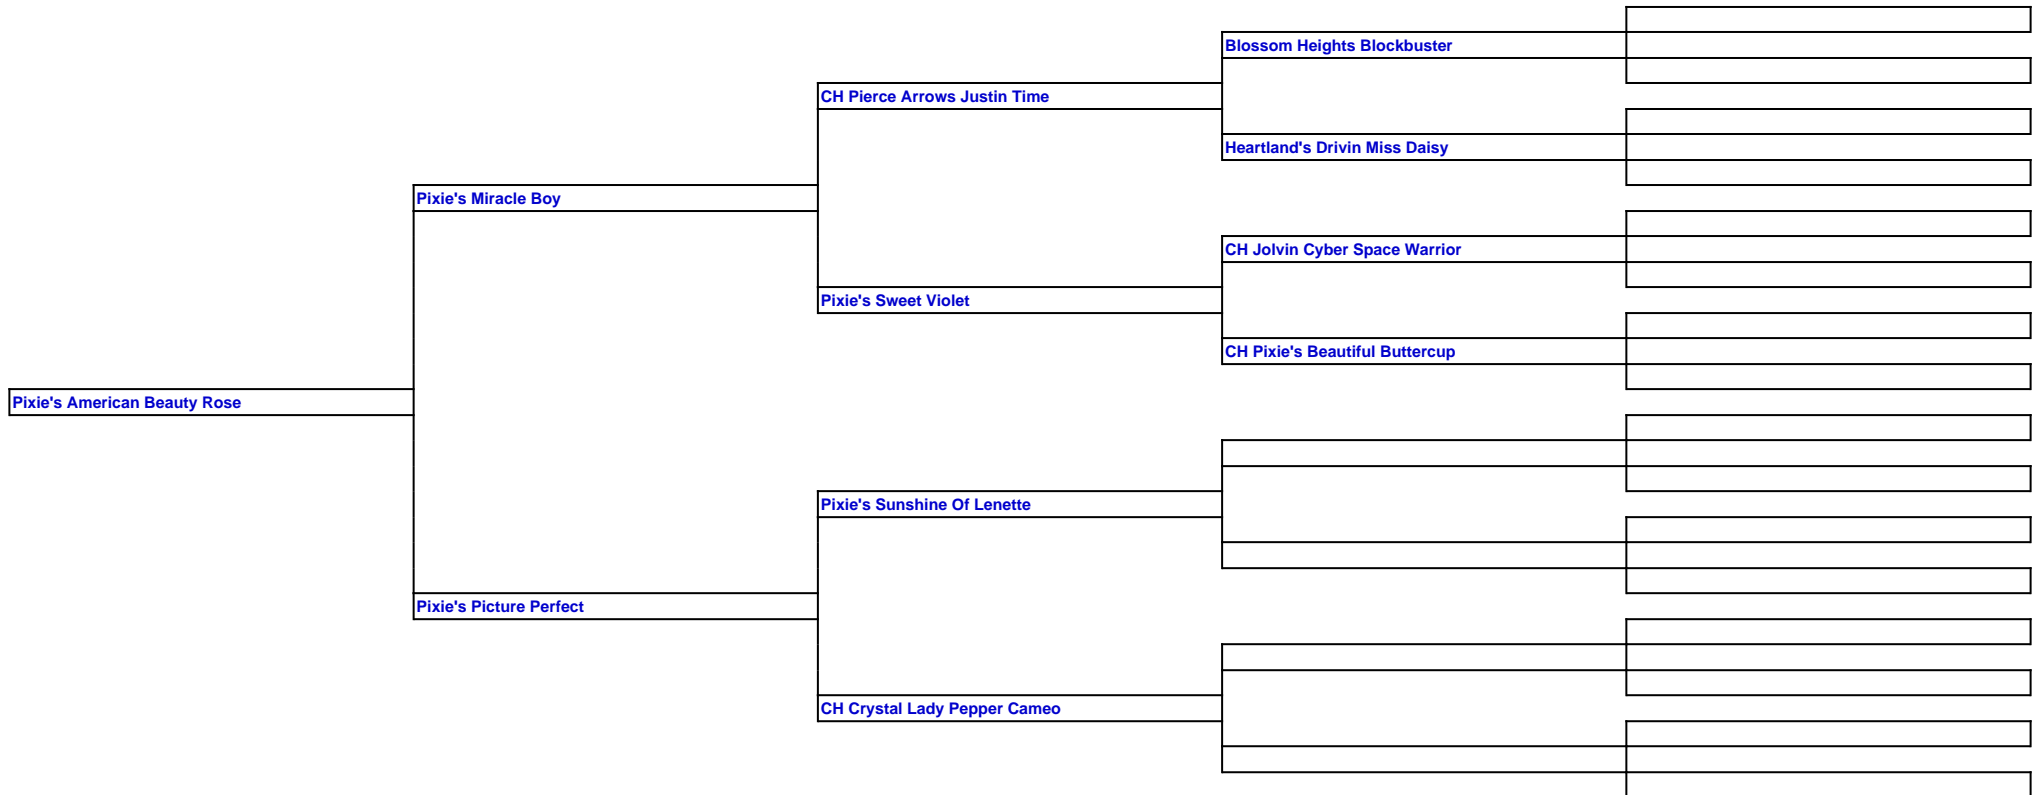 Blossom Heights Blockbuster
CH Pierce Arrows Justin Time
Heartland's Drivin Miss Daisy
Pixie's Miracle Boy
CH Jolvin Cyber Space Warrior
Pixie's Sweet Violet
CH Pixie's Beautiful Buttercup
Pixie's American Beauty Rose
Pixie's Sunshine Of Lenette
Pixie's Picture Perfect
CH Crystal Lady Pepper Cameo